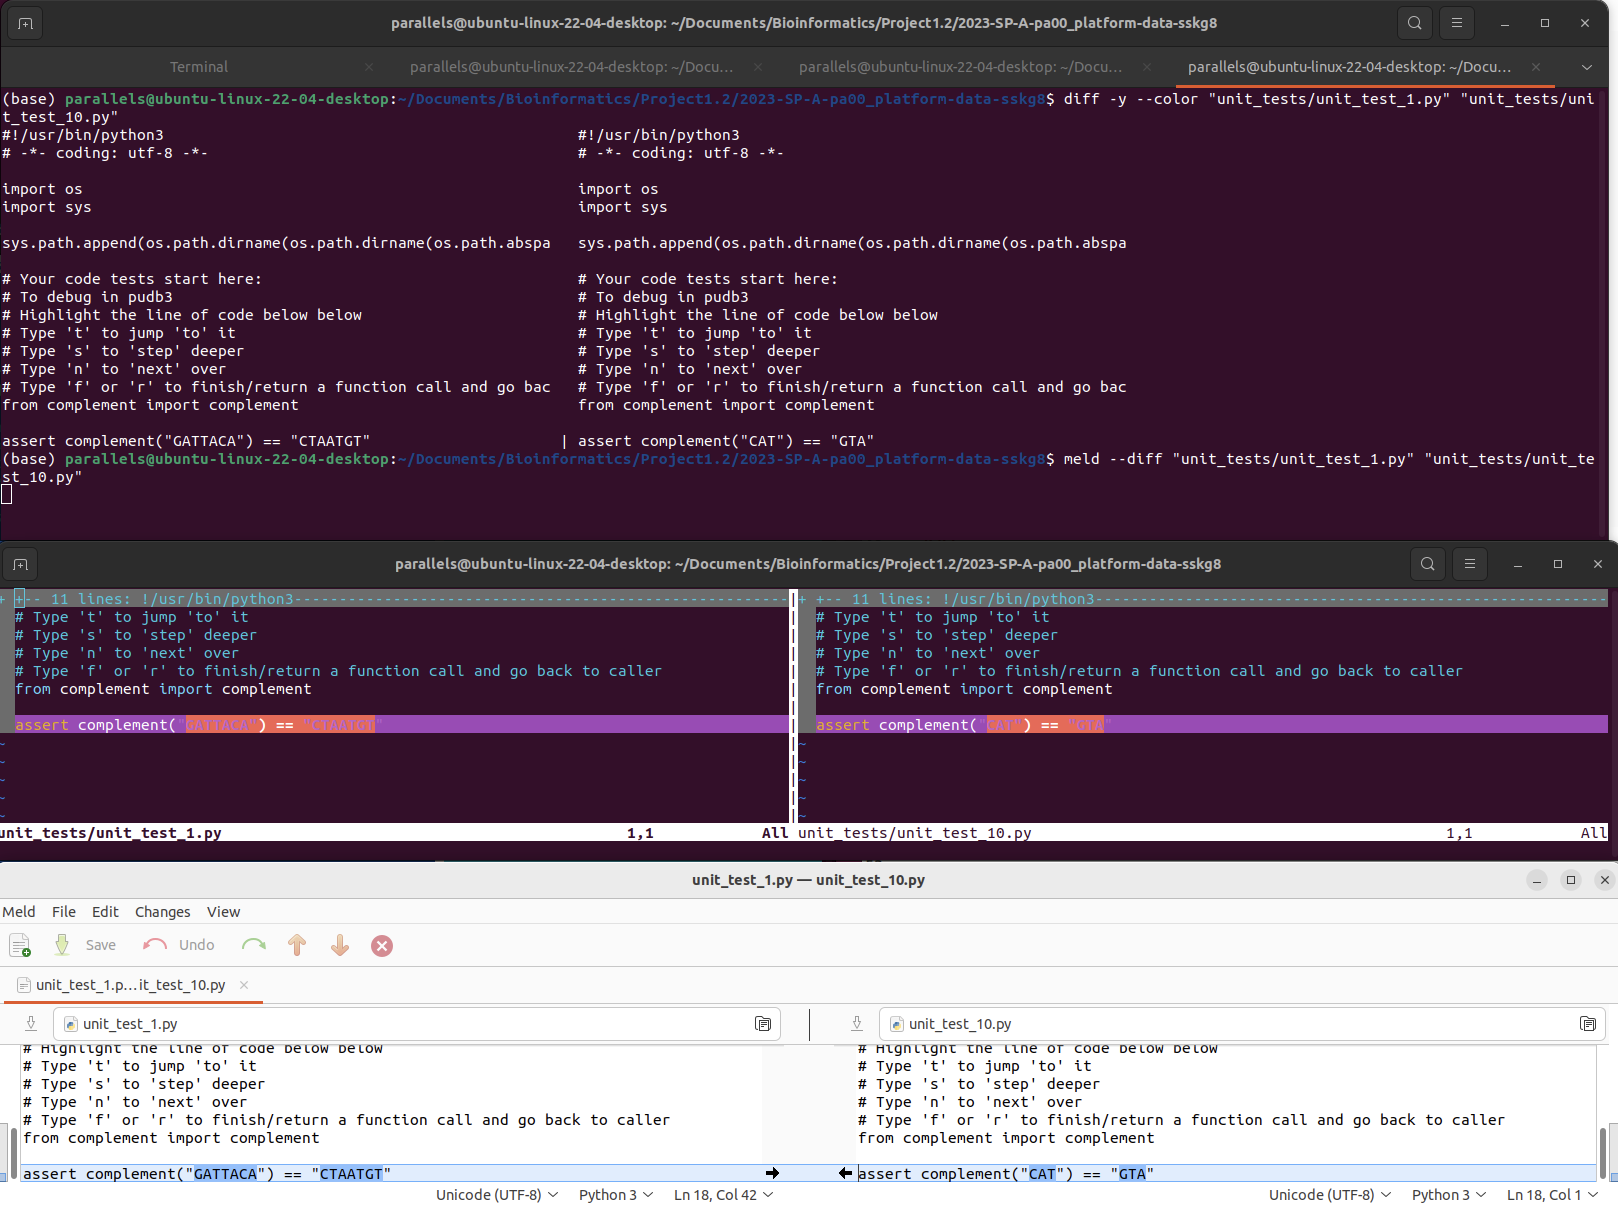 parallels@ubuntu-linux-22-04-desktop: ~/Documents/Bioinformatics/Project1.2/2023-SP-A-pa00_platform-data-sskg8
Terminal
parallels@ubuntu-linux-22-04-desktop: ~/Docu...
parallels@ubuntu-linux-22-04-desktop: ~/Docu...
parallels@ubuntu-linux-22-04-desktop: ~/Docu...
(base) parallels@ubuntu-linux-22-04-desktop:~/Documents/Bioinformatics/Project1.2/2023-SP-A-pa00_platform-data-sskg8$ diff -y --color "unit_tests/unit_test_1.py" "unit_tests/uni
t_test_10.py"
#!/usr/bin/python3 #!/usr/bin/python3
# -*- coding: utf-8 -*- # -*- coding: utf-8 -*-
import os import os
import sys import sys
sys.path.append(os.path.dirname(os.path.dirname(os.path.abspa sys.path.append(os.path.dirname(os.path.dirname(os.path.abspa
# Your code tests start here: # Your code tests start here:
# To debug in pudb3 # To debug in pudb3
# Highlight the line of code below below # Highlight the line of code below below
# Type 't' to jump 'to' it # Type 't' to jump 'to' it
# Type 's' to 'step' deeper # Type 's' to 'step' deeper
# Type 'n' to 'next' over # Type 'n' to 'next' over
# Type 'f' or 'r' to finish/return a function call and go bac # Type 'f' or 'r' to finish/return a function call and go bac
from complement import complement from complement import complement
assert complement("GATTACA") == "CTAATGT" | assert complement("CAT") == "GTA"
(base) parallels@ubuntu-linux-22-04-desktop:~/Documents/Bioinformatics/Project1.2/2023-SP-A-pa00_platform-data-sskg8$ meld --diff "unit_tests/unit_test_1.py" "unit_tests/unit_te
st_10.py"
parallels@ubuntu-linux-22-04-desktop: ~/Documents/Bioinformatics/Project1.2/2023-SP-A-pa00_platform-data-sskg8
+ +-- 11 lines: !/usr/bin/python3------------------------------------------------------- + +-- 11 lines: !/usr/bin/python3---------------------------------------------------------
# Type 't' to jump 'to' it # Type 't' to jump 'to' it
# Type 's' to 'step' deeper # Type 's' to 'step' deeper
# Type 'n' to 'next' over # Type 'n' to 'next' over
# Type 'f' or 'r' to finish/return a function call and go back to caller # Type 'f' or 'r' to finish/return a function call and go back to caller
from complement import complement from complement import complement
assert complement("GATTACA") == "CTAATGT" assert complement("CAT") == "GTA"
~ ~
~ ~
~ ~
~ ~
~ ~
unit_tests/unit_test_1.py 1,1 All unit_tests/unit_test_10.py 1,1 All
unit_test_1.py — unit_test_10.py
Meld File Edit Changes View
Save Undo
unit_test_1.p...it_test_10.py
unit_test_1.py unit_test_10.py
# Highlight the line of code below below # Highlight the line of code below below
# Type 't' to jump 'to' it # Type 't' to jump 'to' it
# Type 's' to 'step' deeper # Type 's' to 'step' deeper
# Type 'n' to 'next' over # Type 'n' to 'next' over
# Type 'f' or 'r' to finish/return a function call and go back to caller # Type 'f' or 'r' to finish/return a function call and go back to caller
from complement import complement from complement import complement
assert complement("GATTACA") == "CTAATGT" assert complement("CAT") == "GTA"
Unicode (UTF-8) Python 3 Ln 18, Col 42 Unicode (UTF-8) Python 3 Ln 18, Col 1